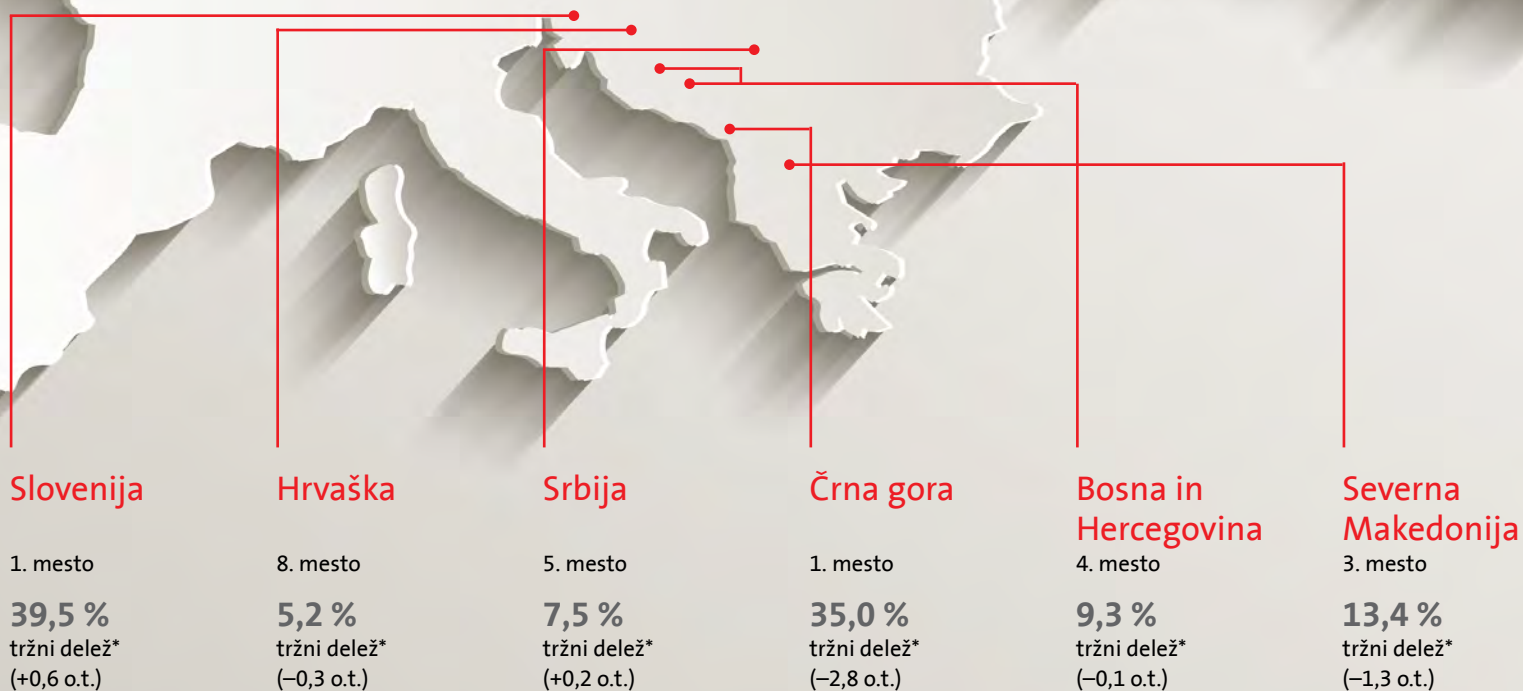 Slovenija
1. mesto
39,5 %
tržni delež*
(+0,6 o.t.)
Hrvaška
8. mesto
5,2 %
tržni delež*
(–0,3 o.t.)
Srbija
5. mesto
7,5 %
tržni delež*
(+0,2 o.t.)
Črna gora
1. mesto
35,0 %
tržni delež*
(–2,8 o.t.)
Bosna in
Hercegovina
4. mesto
9,3 %
tržni delež*
(–0,1 o.t.)
Severna
Makedonija
3. mesto
13,4 %
tržni delež*
(–1,3 o.t.)